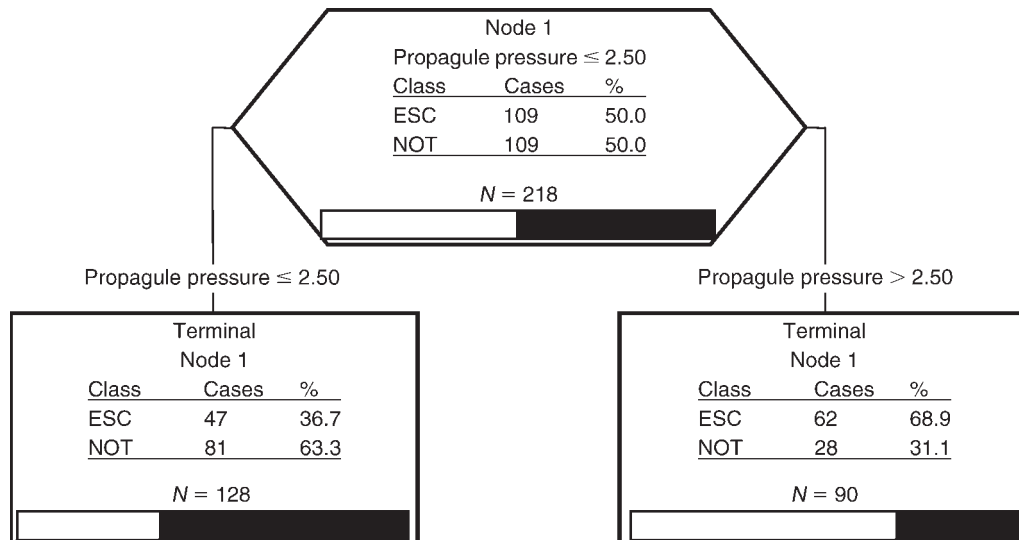 Node 1
Propagule pressure ≤ 2.50
Class Cases %
ESC 109 50.0
NOT 109 50.0
N = 218
Propagule pressure ≤ 2.50
Propagule pressure > 2.50
Terminal
Node 1
Class Cases %
ESC 47 36.7
NOT 81 63.3
N = 128
Terminal
Node 1
Class Cases %
ESC 62 68.9
NOT 28 31.1
N = 90